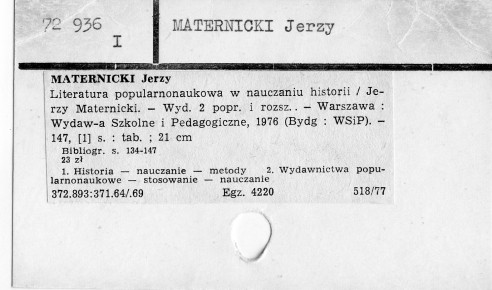 72 936
I
MATERNICKI Jerzy
MATERNICKI Jerzy
Literatura popularnonaukowa w nauczaniu historii / Je-
rzy Maternicki. — Wyd. 2 popr. i rozsz.. — Warszawa :
Wydaw-a Szkolne i Pedagogiczne, 1976 (Bydg : WSiP). —
147, [1] s. : tab. ; 21 cm
Bibliogr. s. 134-147
23 zł
1. Historia — nauczanie — metody 2. Wydawnictwa popu-
larnonaukowe — stosowanie — nauczanie
372.893:371.64/.69 Egz. 4220 518/77